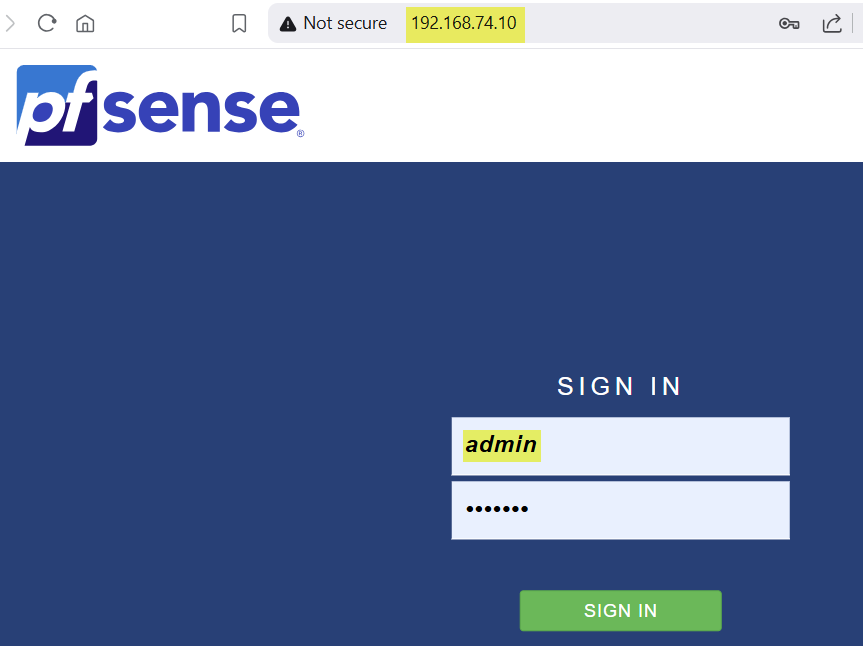 Not secure 192.168.74.10
pfsense®
SIGN IN
admin
•••••••
SIGN IN